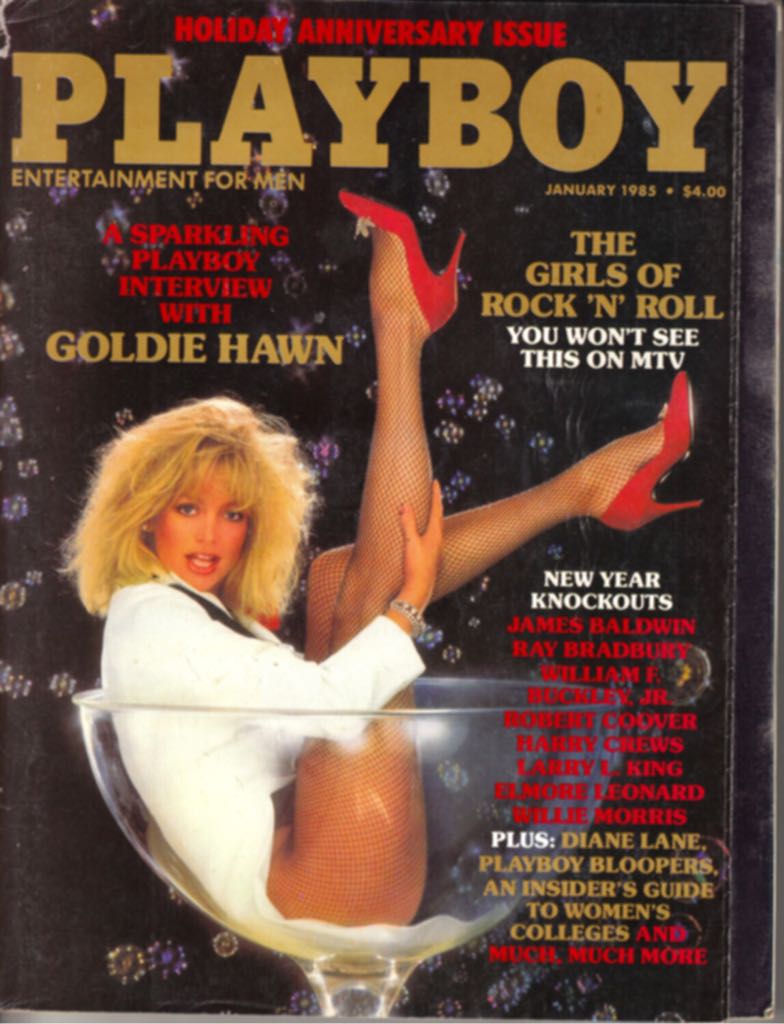 HOLIDAY ANNIVERSARY ISSUE
PLAYBOY
ENTERTAINMENT FOR MEN
JANUARY 1985 • $4.00
A SPARKLING
PLAYBOY
INTERVIEW
WITH
GOLDIE HAWN
THE
GIRLS OF
ROCK 'N' ROLL
YOU WON'T SEE
THIS ON MTV
NEW YEAR
KNOCKOUTS
JAMES BALDWIN
RAY BRADBURY
WILLIAM F.
BUCKLEY, JR.
ROBERT COOVER
HARRY CREWS
LARRY L. KING
ELMORE LEONARD
WILLIE MORRIS
PLUS: DIANE LANE,
PLAYBOY BLOOPERS,
AN INSIDER'S GUIDE
TO WOMEN'S
COLLEGES AND
MUCH, MUCH MORE